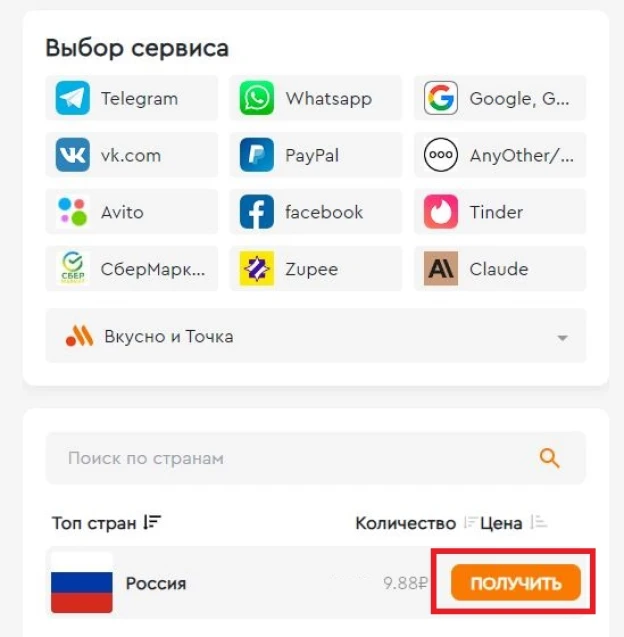 Выбор сервиса
Telegram Whatsapp Google, G...
vk.com PayPal AnyOther/...
Avito facebook Tinder
СБЕР СберМарк... Zupee Claude
Вкусно и Точка
Поиск по странам
Топ стран Количество Цена
Россия 9.88₽ ПОЛУЧИТЬ